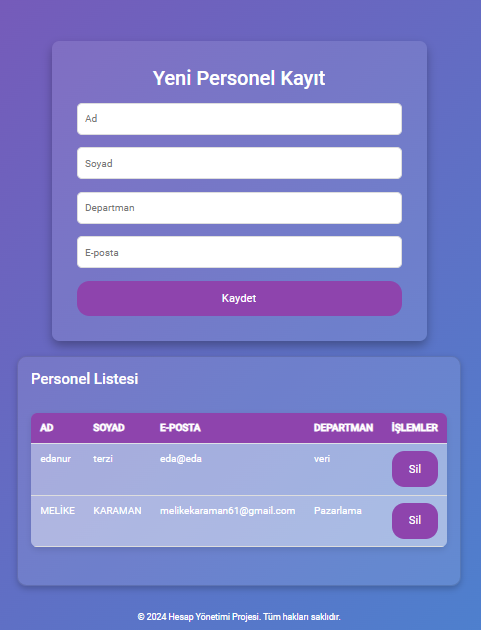 Yeni Personel Kayıt
Ad
Soyad
Departman
E-posta
Kaydet
Personel Listesi
AD SOYAD E-POSTA DEPARTMAN İŞLEMLER
edanur terzi eda@eda veri Sil
MELİKE KARAMAN melikekaraman61@gmail.com Pazarlama Sil
© 2024 Hesap Yönetimi Projesi. Tüm hakları saklıdır.